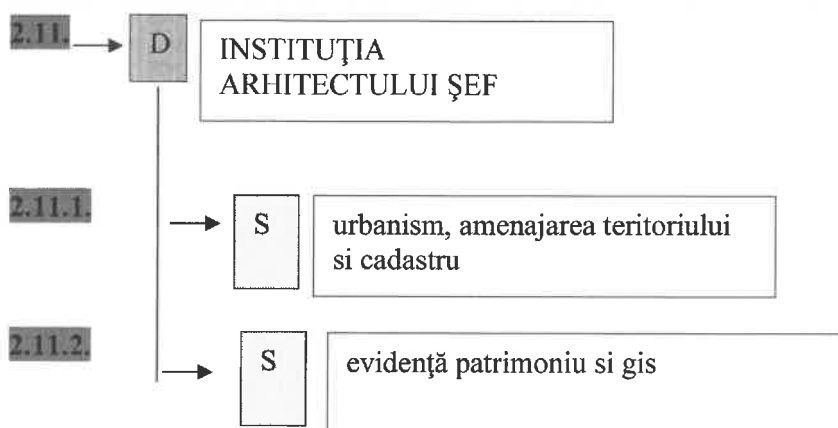 2.11. D INSTITUŢIA
ARHITECTULUI ŞEF
2.11.1. S urbanism, amenajarea teritoriului
si cadastru
2.11.2. S evidenţă patrimoniu si gis